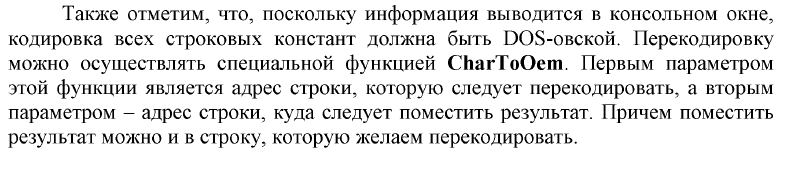 Также отметим, что, поскольку информация выводится в консольном окне,
кодировка всех строковых констант должна быть DOS-овской. Перекодировку
можно осуществлять специальной функцией CharToOem. Первым параметром
этой функции является адрес строки, которую следует перекодировать, а вторым
параметром – адрес строки, куда следует поместить результат. Причем поместить
результат можно и в строку, которую желаем перекодировать.